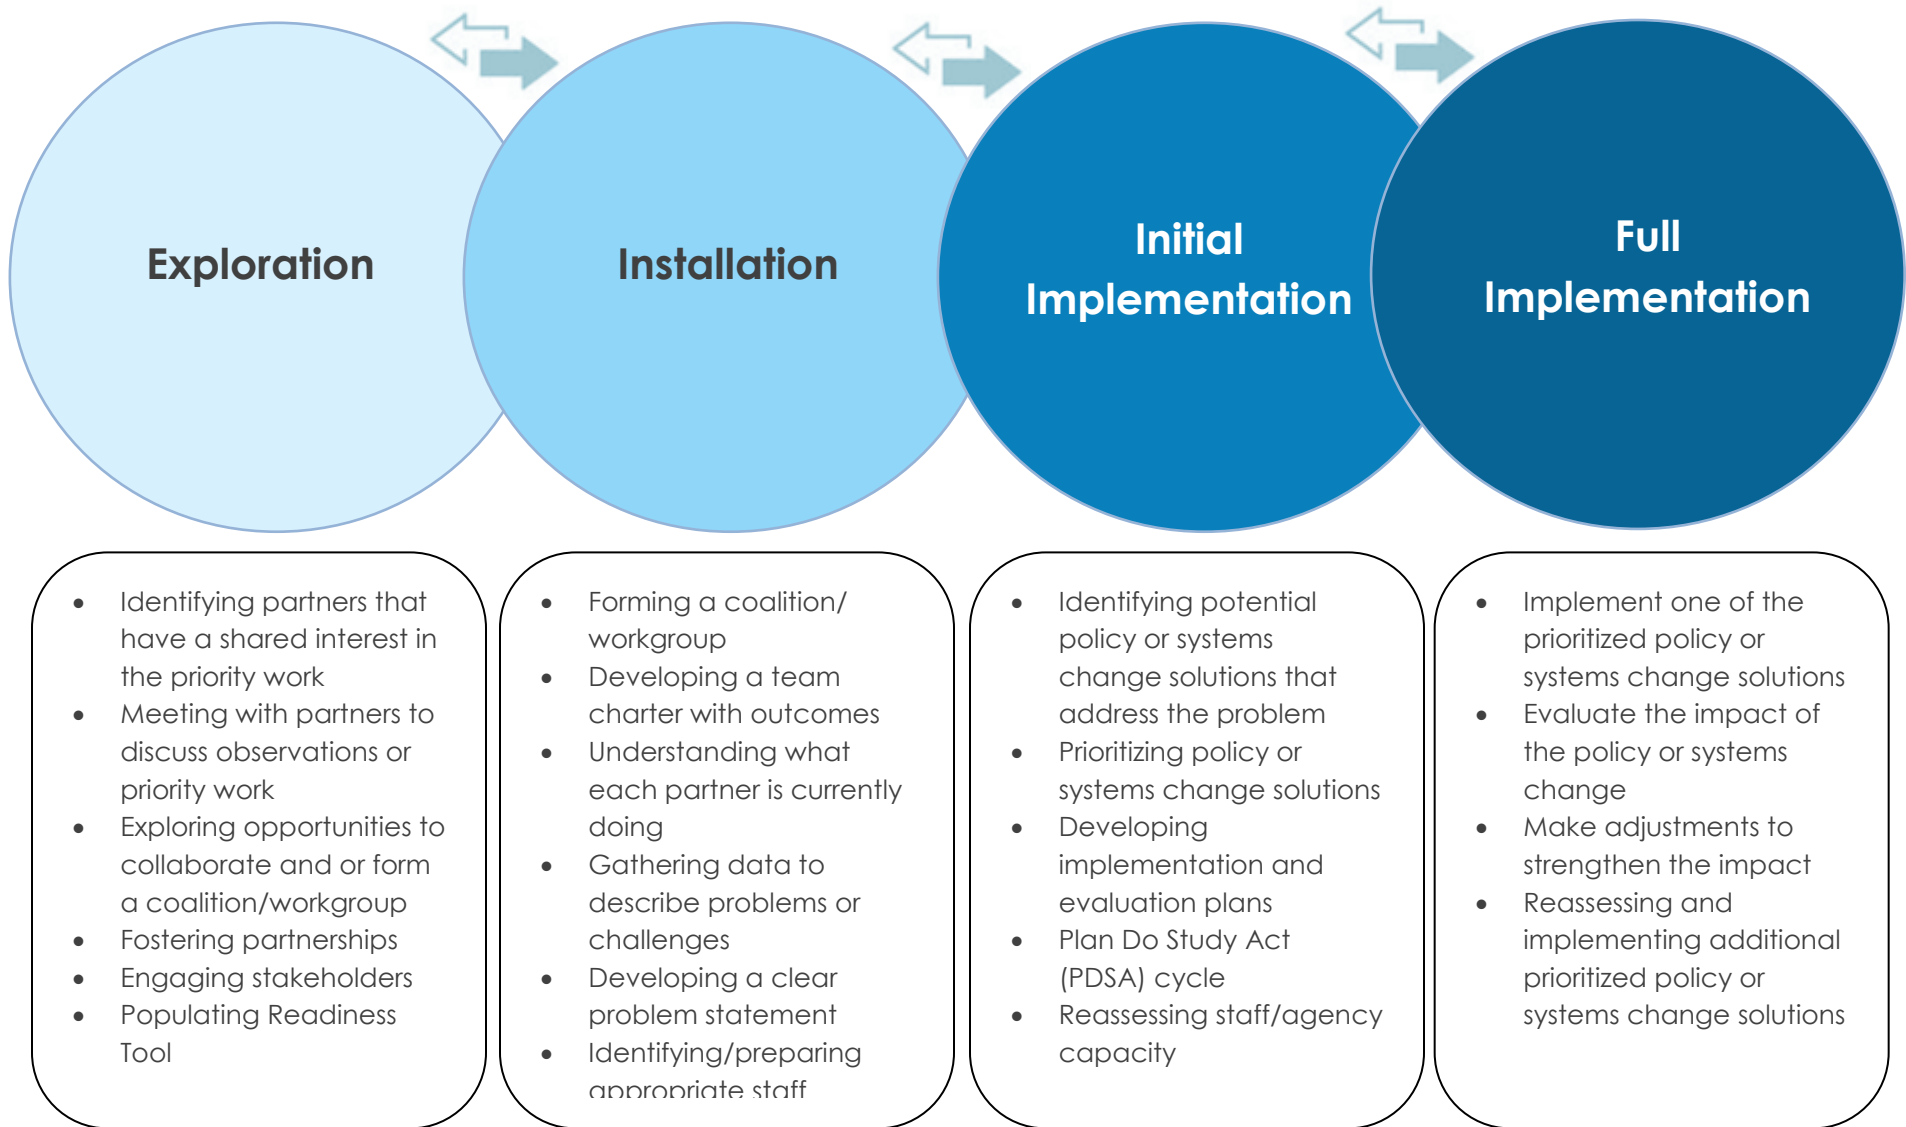 Exploration
Installation
Initial
Implementation
Full
Implementation
• Identifying partners that
have a shared interest in
the priority work
• Meeting with partners to
discuss observations or
priority work
• Exploring opportunities to
collaborate and or form
a coalition/workgroup
• Fostering partnerships
• Engaging stakeholders
• Populating Readiness
Tool
• Forming a coalition/
workgroup
• Developing a team
charter with outcomes
• Understanding what
each partner is currently
doing
• Gathering data to
describe problems or
challenges
• Developing a clear
problem statement
• Identifying/preparing
appropriate staff
• Identifying potential
policy or systems
change solutions that
address the problem
• Prioritizing policy or
systems change solutions
• Developing
implementation and
evaluation plans
• Plan Do Study Act
(PDSA) cycle
• Reassessing staff/agency
capacity
• Implement one of the
prioritized policy or
systems change solutions
• Evaluate the impact of
the policy or systems
change
• Make adjustments to
strengthen the impact
• Reassessing and
implementing additional
prioritized policy or
systems change solutions